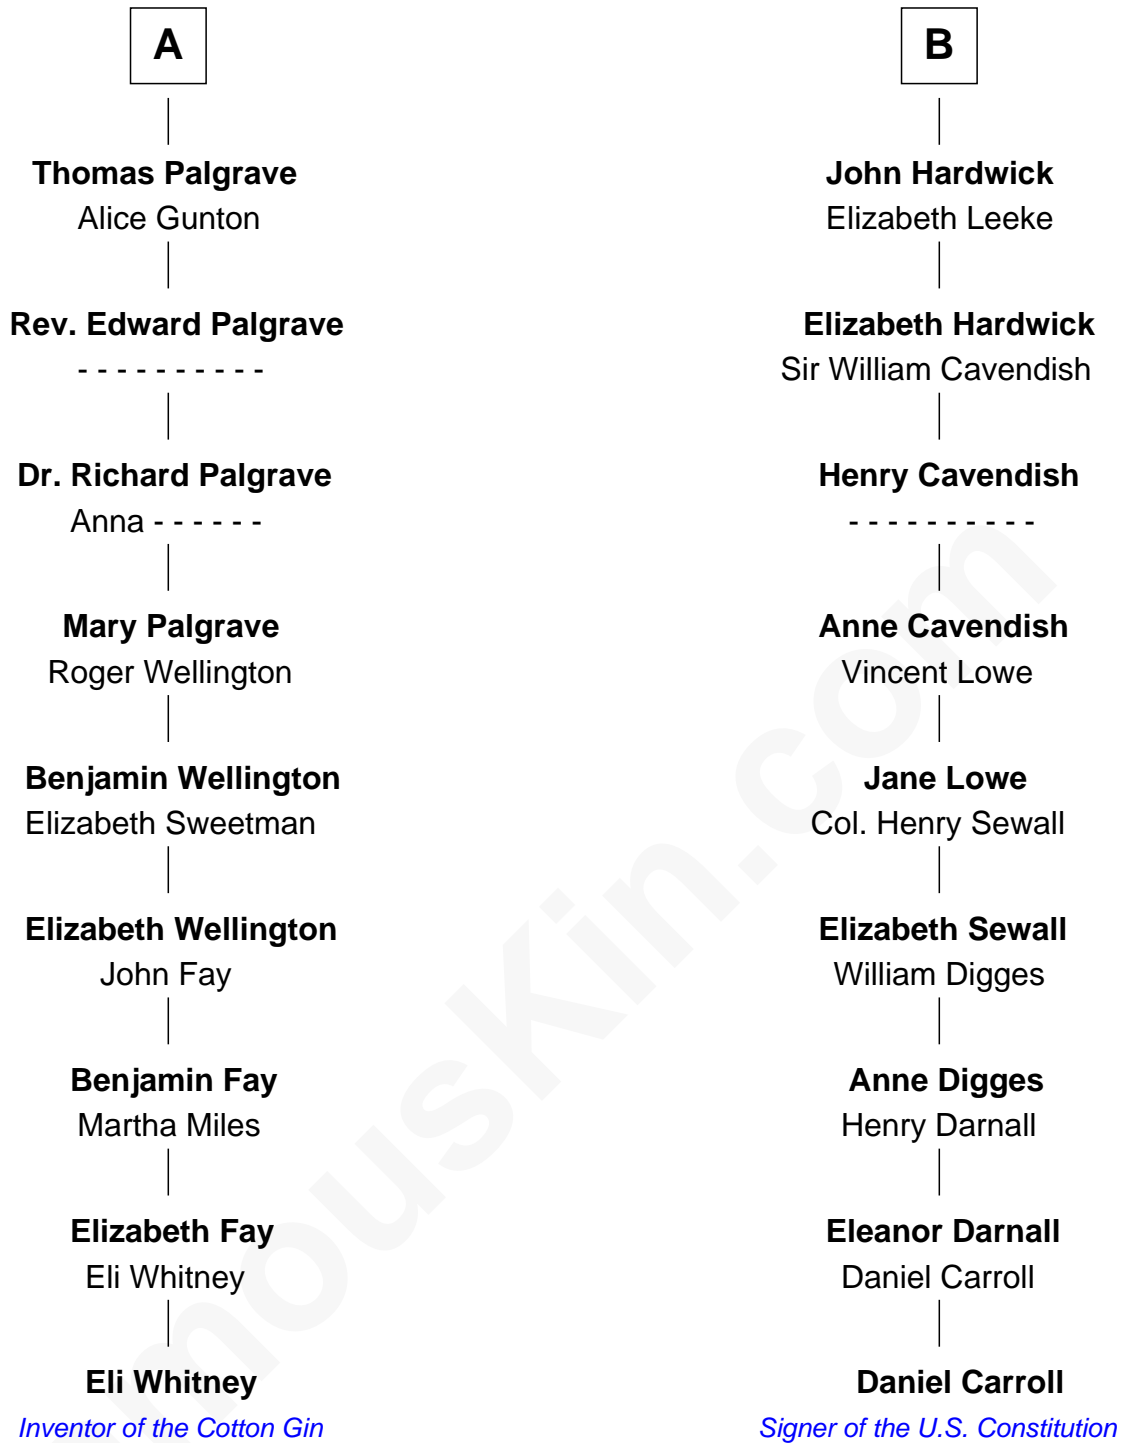 A
Thomas Palgrave
Alice Gunton
Rev. Edward Palgrave
- - - - - - - - - -
Dr. Richard Palgrave
Anna - - - - - -
Mary Palgrave
Roger Wellington
Benjamin Wellington
Elizabeth Sweetman
Elizabeth Wellington
John Fay
Benjamin Fay
Martha Miles
Elizabeth Fay
Eli Whitney
Eli Whitney
Inventor of the Cotton Gin
B
John Hardwick
Elizabeth Leeke
Elizabeth Hardwick
Sir William Cavendish
Henry Cavendish
- - - - - - - - - -
Anne Cavendish
Vincent Lowe
Jane Lowe
Col. Henry Sewall
Elizabeth Sewall
William Digges
Anne Digges
Henry Darnall
Eleanor Darnall
Daniel Carroll
Daniel Carroll
Signer of the U.S. Constitution
mouskin.com